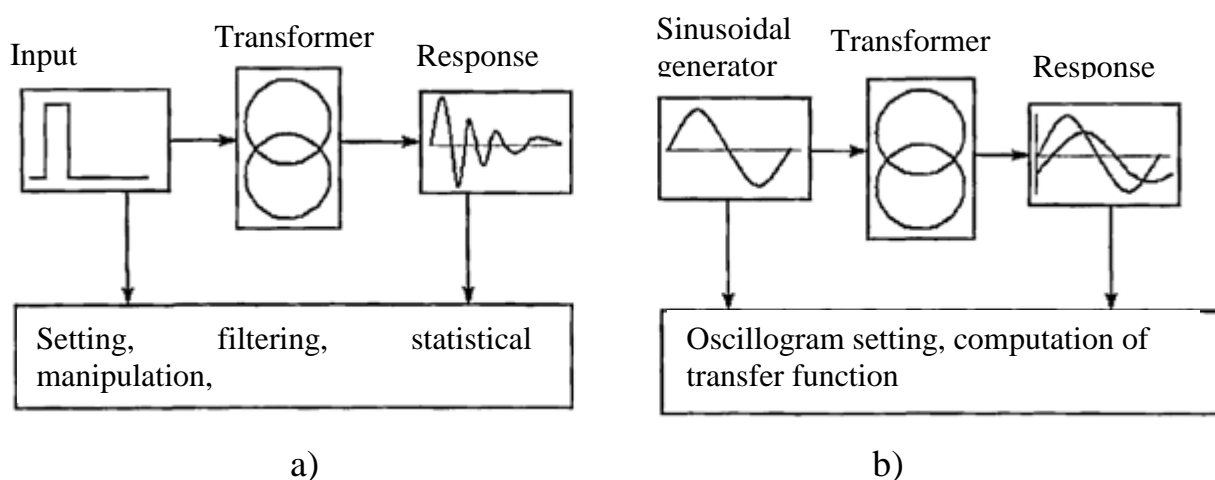 Input
Transformer
Response
Setting, filtering, statistical
manipulation,
a)
Sinusoidal
generator
Transformer
Response
Oscillogram setting, computation of
transfer function
b)